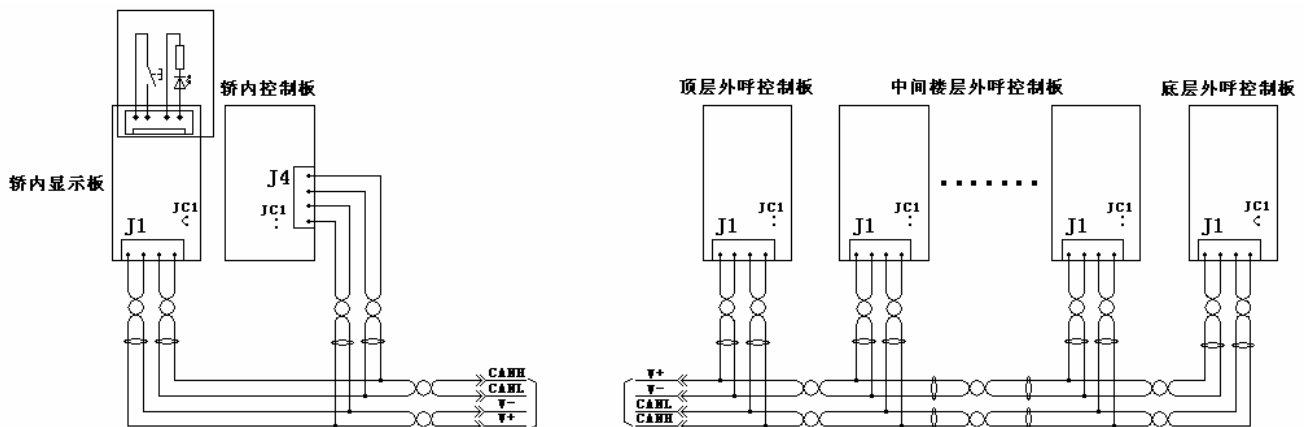 轿内控制板
顶层外呼控制板
中间楼层外呼控制板
底层外呼控制板
轿内显示板
J4
JC1
JC1
J1
JC1
J1
JC1
J1
JC1
J1
JC1
J1
CANH
CANL
V-
V+
V+
V-
CANL
CANH